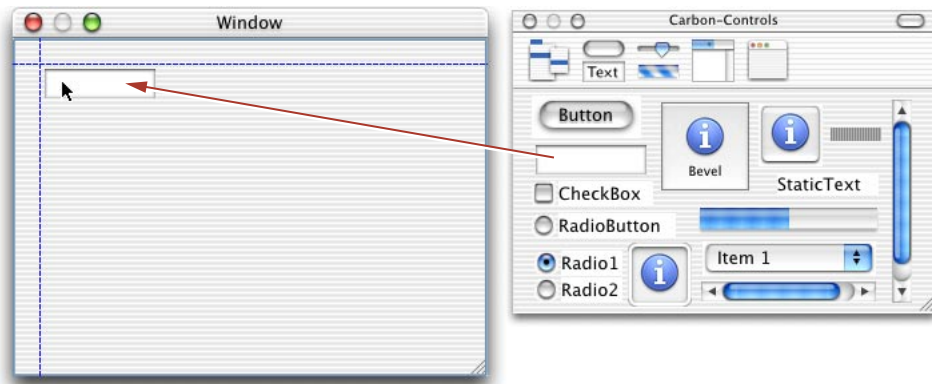 Window
Carbon-Controls
Text
Button
Bevel
StaticText
CheckBox
RadioButton
Radio1
Item 1
Radio2